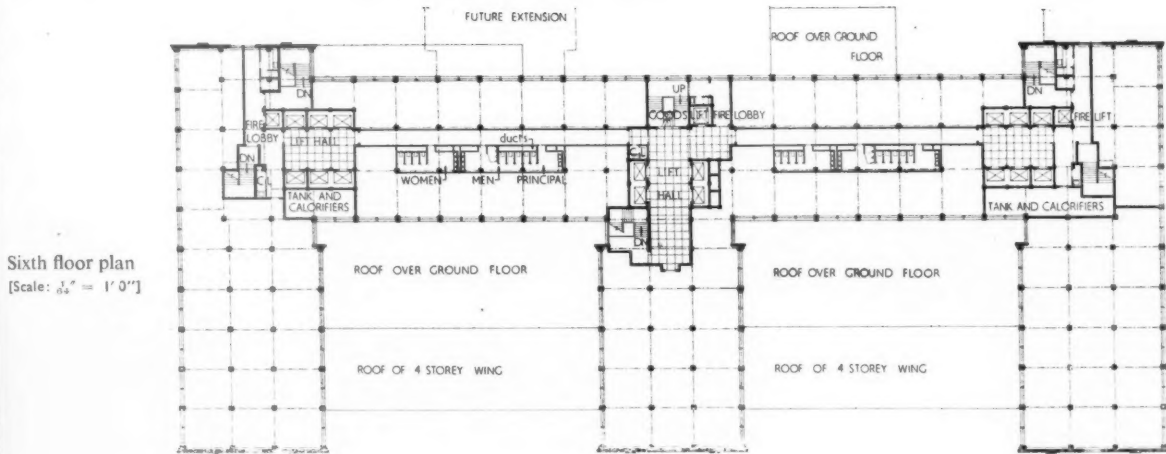 FUTURE EXTENSION
ROOF OVER GROUND
FLOOR
DN
UP
DN
GOODS LIFT
FIRE LOBBY
FIRE
LOBBY
LIFT HALL
FIRE LIFT
ducts
DN
C
WOMEN
MEN
PRINCIPAL
LIFT
HALL
TANK AND
CALORIFIERS
TANK AND CALORIFIERS
DN
Sixth floor plan
ROOF OVER GROUND FLOOR
ROOF OVER GROUND FLOOR
[Scale: 1/64" = 1' 0"]
ROOF OF 4 STOREY WING
ROOF OF 4 STOREY WING